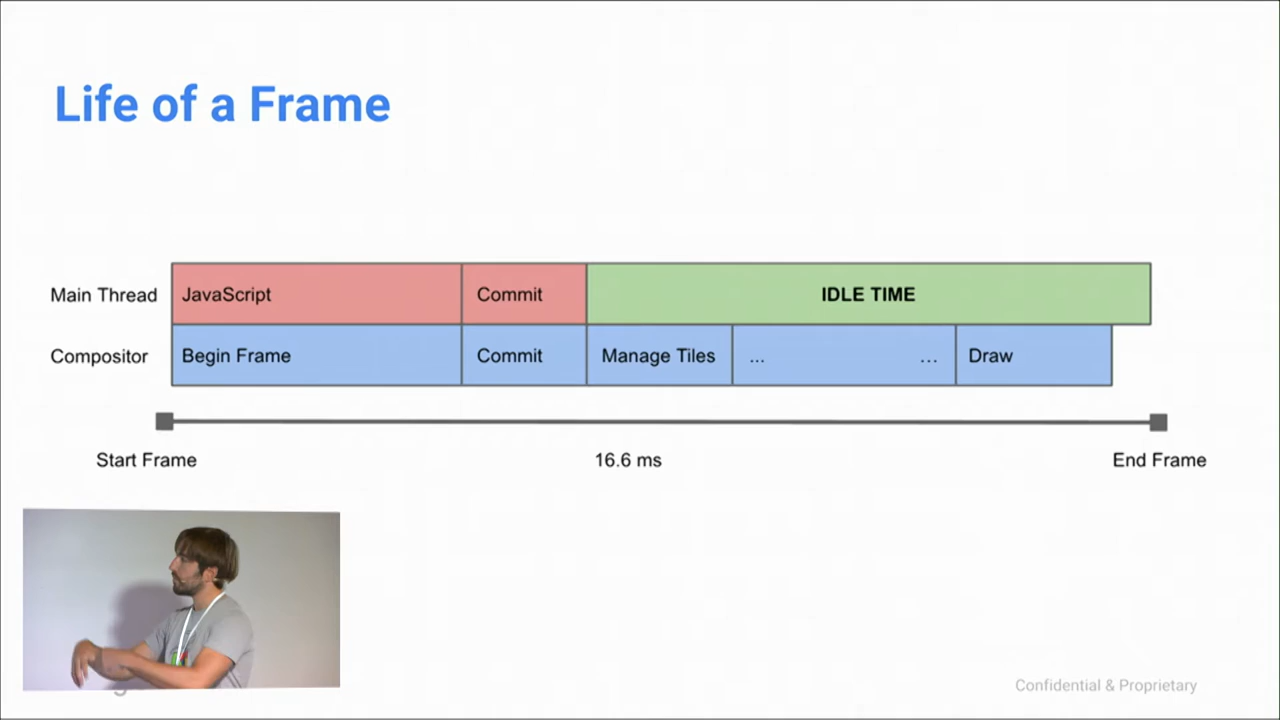 Life of a Frame
Main Thread JavaScript Commit IDLE TIME
Compositor Begin Frame Commit Manage Tiles ... ... Draw
Start Frame 16.6 ms End Frame
Confidential & Proprietary